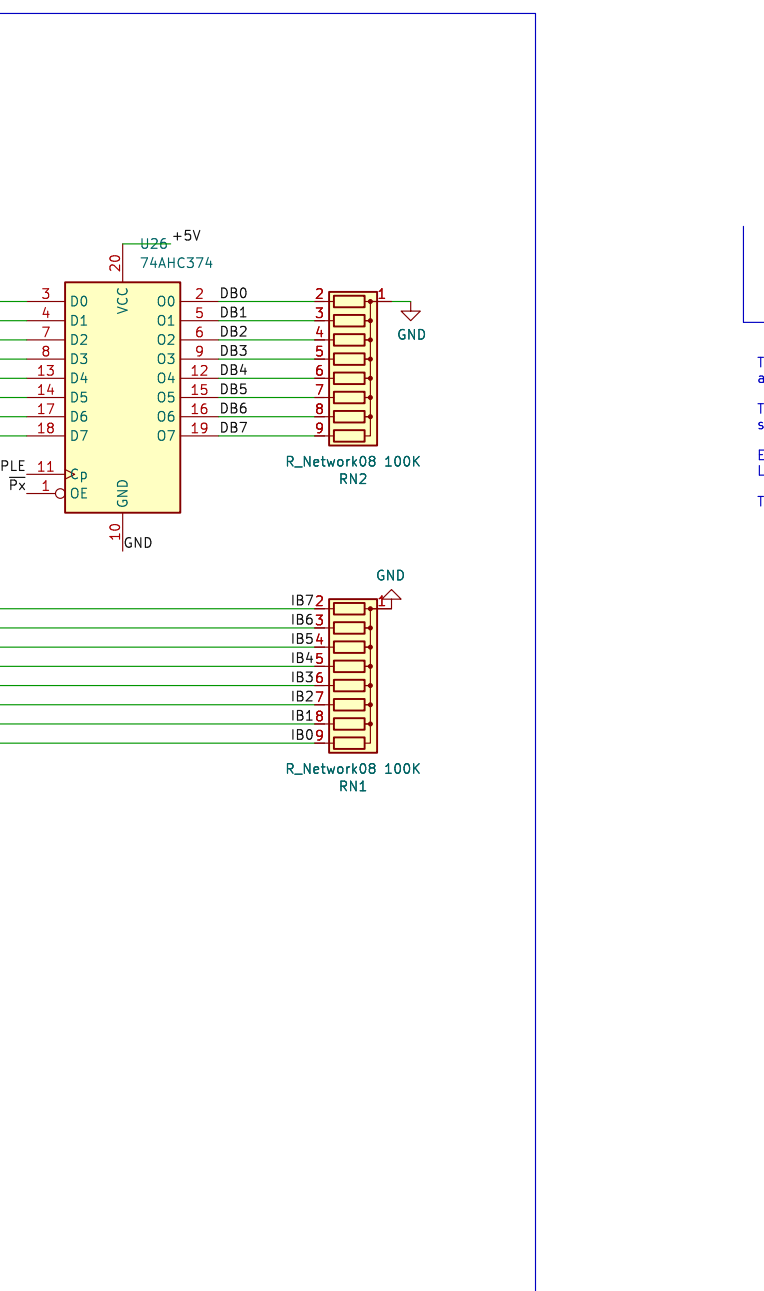 +5V
U26
74AHC374
20
VCC
3 D0 O0 2 DB0 2 1
4 D1 O1 5 DB1 3
GND
7 D2 O2 6 DB2 4
8 D3 O3 9 DB3 5
13 D4 O4 12 DB4 6
14 D5 O5 15 DB5 7
17 D6 O6 16 DB6 8
18 D7 O7 19 DB7 9
R_Network08 100K
RN2
PLE 11 Cp
Px 1 OE
GND
10
GND
GND
IB7 2 1
IB6 3
IB5 4
IB4 5
IB3 6
IB2 7
IB1 8
IB0 9
R_Network08 100K
RN1
T
a
T
s
E
L
T